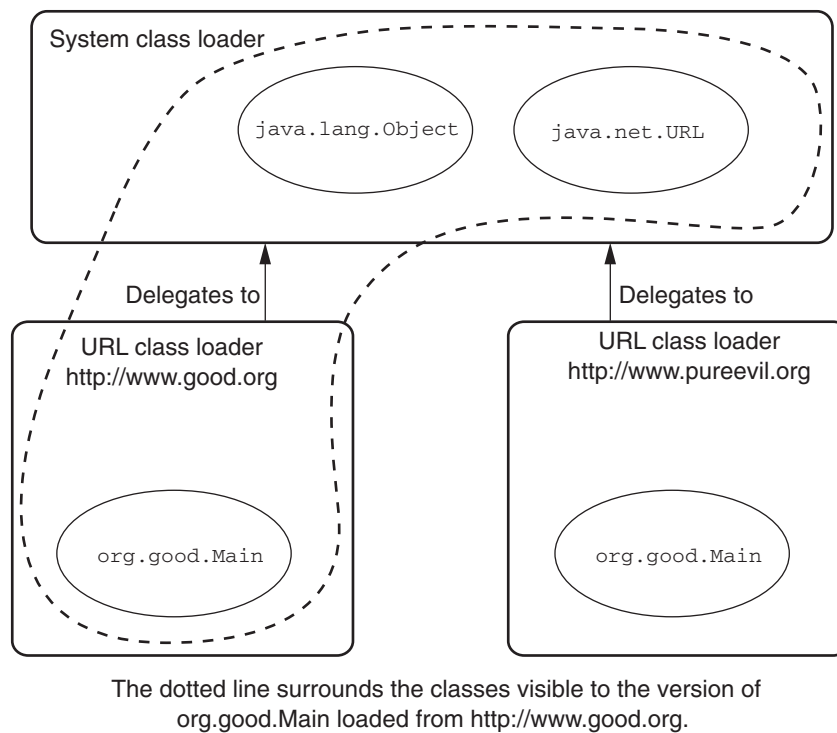 System class loader
java.lang.Object
java.net.URL
Delegates to
Delegates to
URL class loader
http://www.good.org
URL class loader
http://www.pureevil.org
org.good.Main
org.good.Main
The dotted line surrounds the classes visible to the version of
org.good.Main loaded from http://www.good.org.